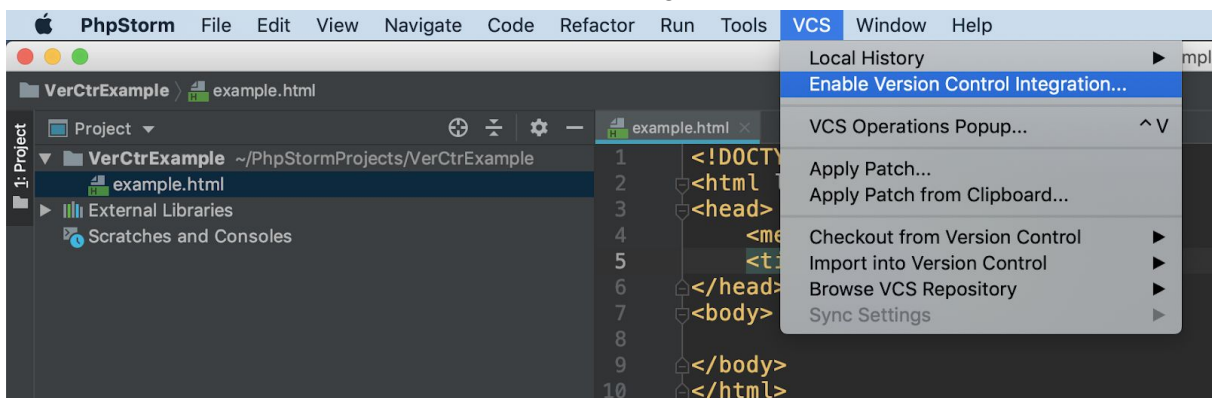 PhpStorm File Edit View Navigate Code Refactor Run Tools VCS Window Help
Local History
Enable Version Control Integration...
VCS Operations Popup... ^V
Apply Patch...
Apply Patch from Clipboard...
Checkout from Version Control
Import into Version Control
Browse VCS Repository
Sync Settings
mpl
VerCtrExample example.html
1: Project
Project
VerCtrExample ~/PhpStormProjects/VerCtrExample
example.html
External Libraries
Scratches and Consoles
example.html
1 <!DOCTY
2 <html l
3 <head>
4 <me
5 <ti
6 </head>
7 <body>
8
9 </body>
10 </html>